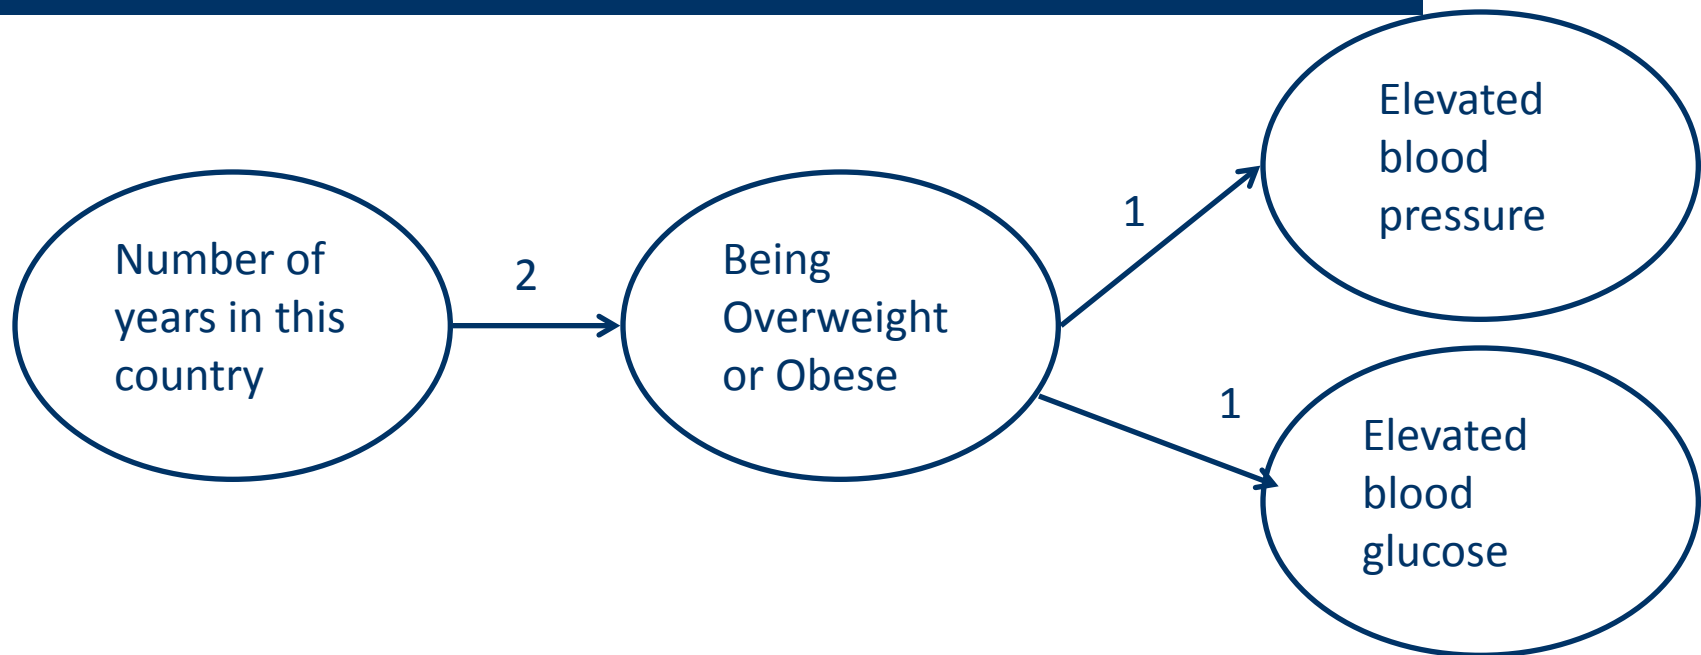 Number of
years in this
country
2
Being
Overweight
or Obese
1
Elevated
blood
pressure
1
Elevated
blood
glucose